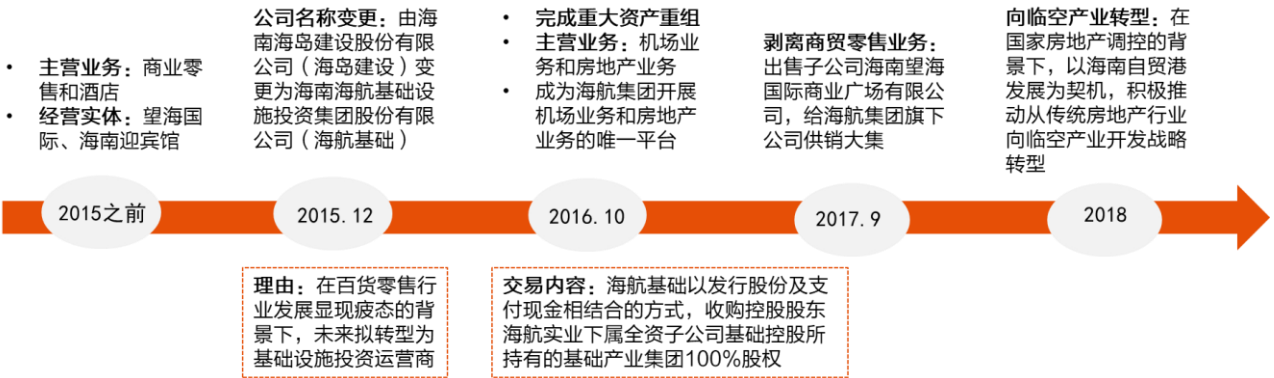 • 主营业务：商业零
售和酒店
• 经营实体：望海国
际、海南迎宾馆
公司名称变更：由海
南海岛建设股份有限
公司（海岛建设）变
更为海南海航基础设
施投资集团股份有限
公司（海航基础）
• 完成重大资产重组
• 主营业务：机场业
务和房地产业务
• 成为海航集团开展
机场业务和房地产
业务的唯一平台
剥离商贸零售业务：
出售子公司海南望海
国际商业广场有限公
司，给海航集团旗下
公司供销大集
向临空产业转型：在
国家房地产调控的背
景下，以海南自贸港
发展为契机，积极推
动从传统房地产行业
向临空产业开发战略
转型
2015之前
2015.12
2016.10
2017.9
2018
理由：在百货零售行
业发展显现疲态的背
景下，未来拟转型为
基础设施投资运营商
交易内容：海航基础以发行股份及支
付现金相结合的方式，收购控股股东
海航实业下属全资子公司基础控股所
持有的基础产业集团100%股权